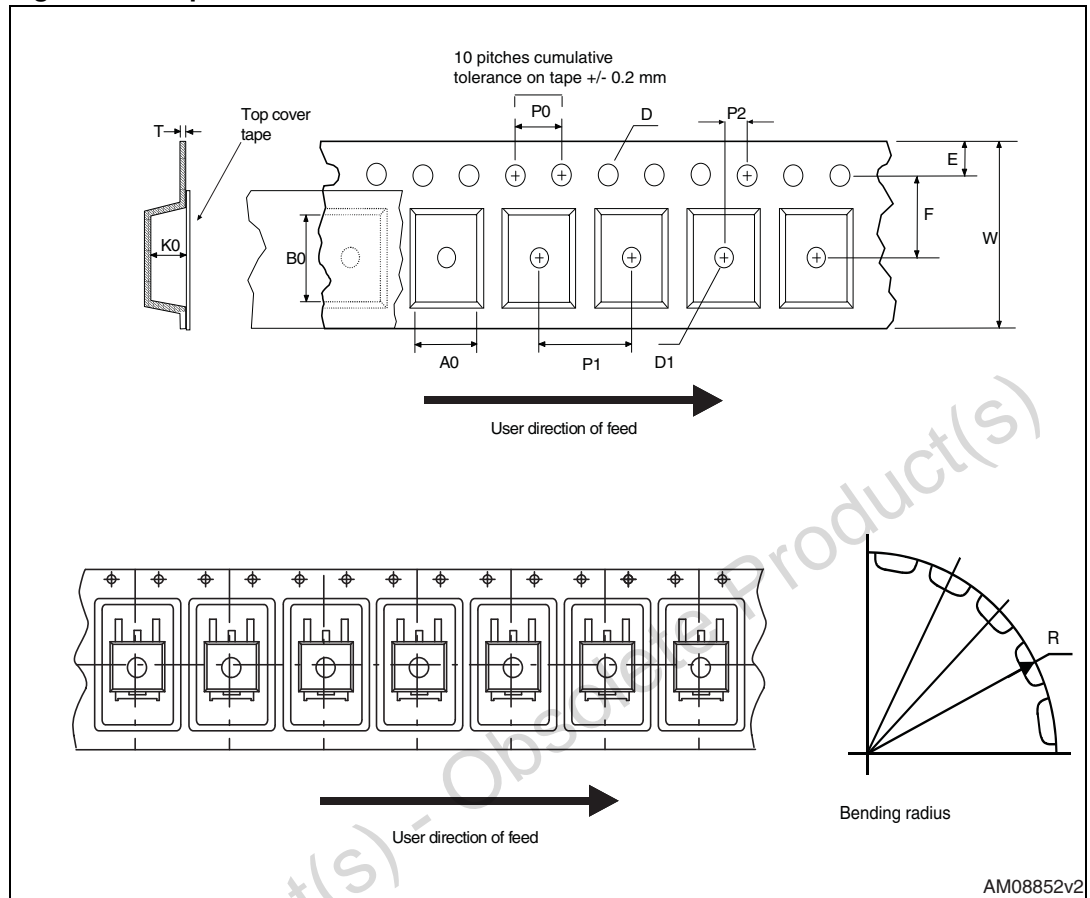 10 pitches cumulative
tolerance on tape +/- 0.2 mm
Top cover
tape
T
P0
D
P2
E
F
W
K0
B0
A0
P1
D1
User direction of feed
R
User direction of feed
Bending radius
Obsolete Product(s)
t(s) -
AM08852v2